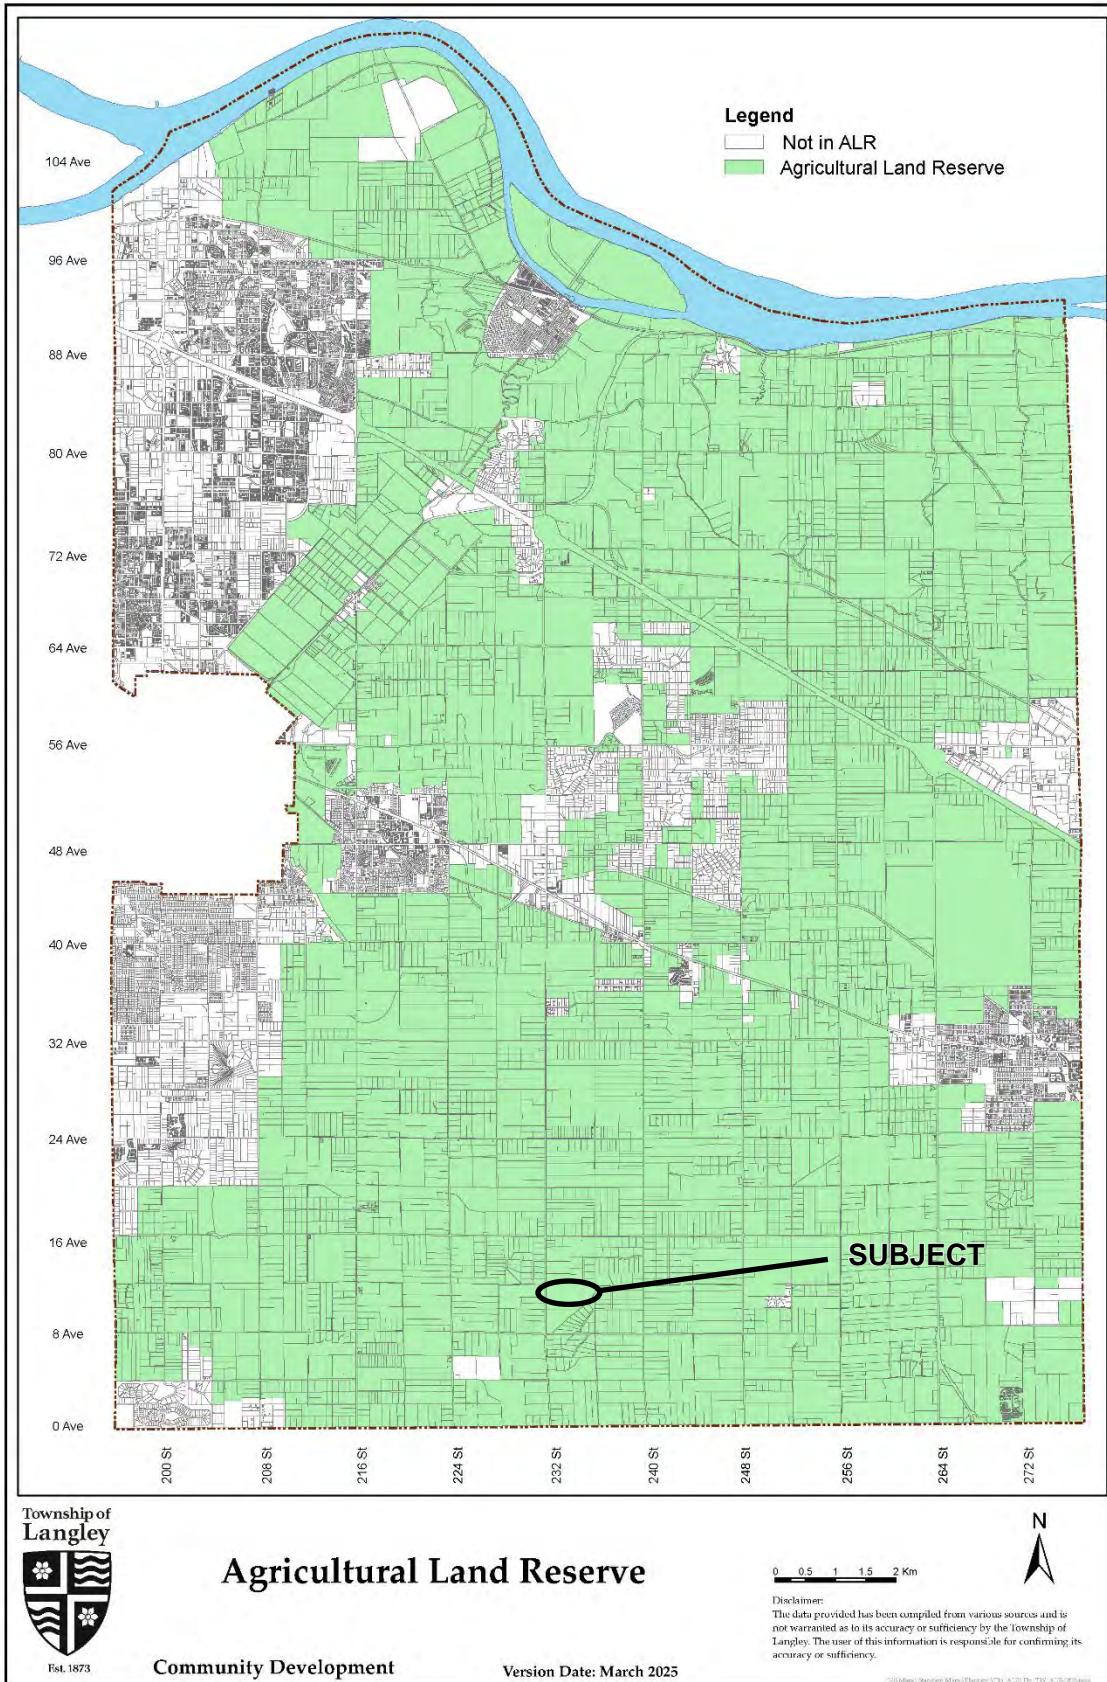 Legend
Not in ALR
Agricultural Land Reserve
104 Ave
96 Ave
88 Ave
80 Ave
72 Ave
64 Ave
56 Ave
48 Ave
40 Ave
32 Ave
24 Ave
16 Ave
8 Ave
0 Ave
SUBJECT
200 St
208 St
216 St
224 St
232 St
240 St
248 St
256 St
264 St
272 St
Township of
Langley
Est. 1873
Agricultural Land Reserve
Community Development
Version Date: March 2025
N
0 0.5 1 1.5 2 Km
Disclaimer:
The data provided has been compiled from various sources and is
not warranted as to its accuracy or sufficiency by the Township of
Langley. The user of this information is responsible for confirming its
accuracy or sufficiency.